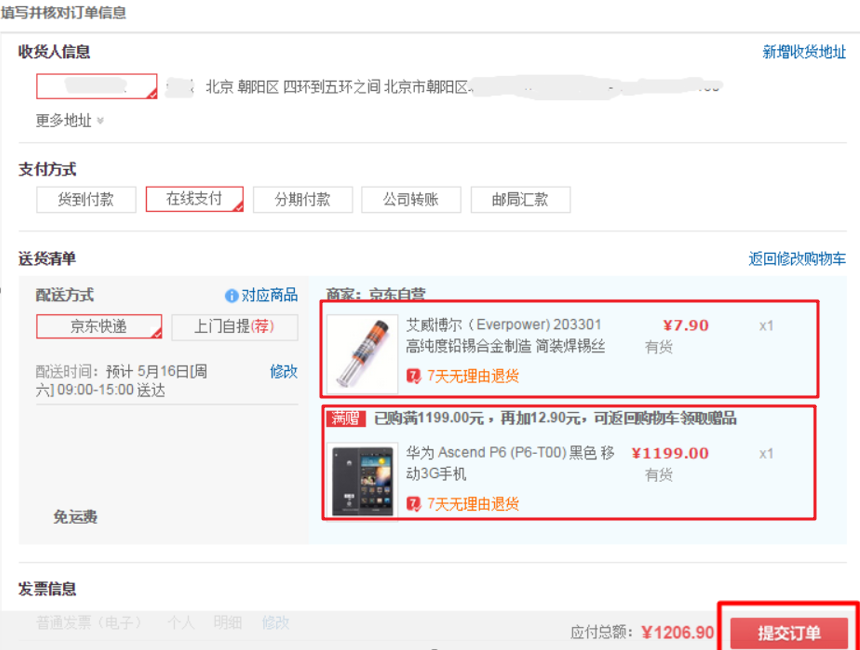 填写并核对订单信息
收货人信息 新增收货地址
北京 朝阳区 四环到五环之间 北京市朝阳区
更多地址
支付方式
货到付款 在线支付 分期付款 公司转账 邮局汇款
送货清单 返回修改购物车
配送方式 对应商品
京东快递 上门自提(荐)
配送时间：预计 5月16日[周
六] 09:00-15:00 送达 修改
免运费
商家：京东自营
艾威博尔（Everpower) 203301 ¥7.90 x1
高纯度铅锡合金制造 简装焊锡丝 有货
7 7天无理由退货
满赠 已购满1199.00元，再加12.90元，可返回购物车领取赠品
华为 Ascend P6 (P6-T00) 黑色 移 ¥1199.00 x1
动3G手机 有货
7 7天无理由退货
发票信息
普通发票（电子） 个人 明细 修改
应付总额：¥1206.90 提交订单